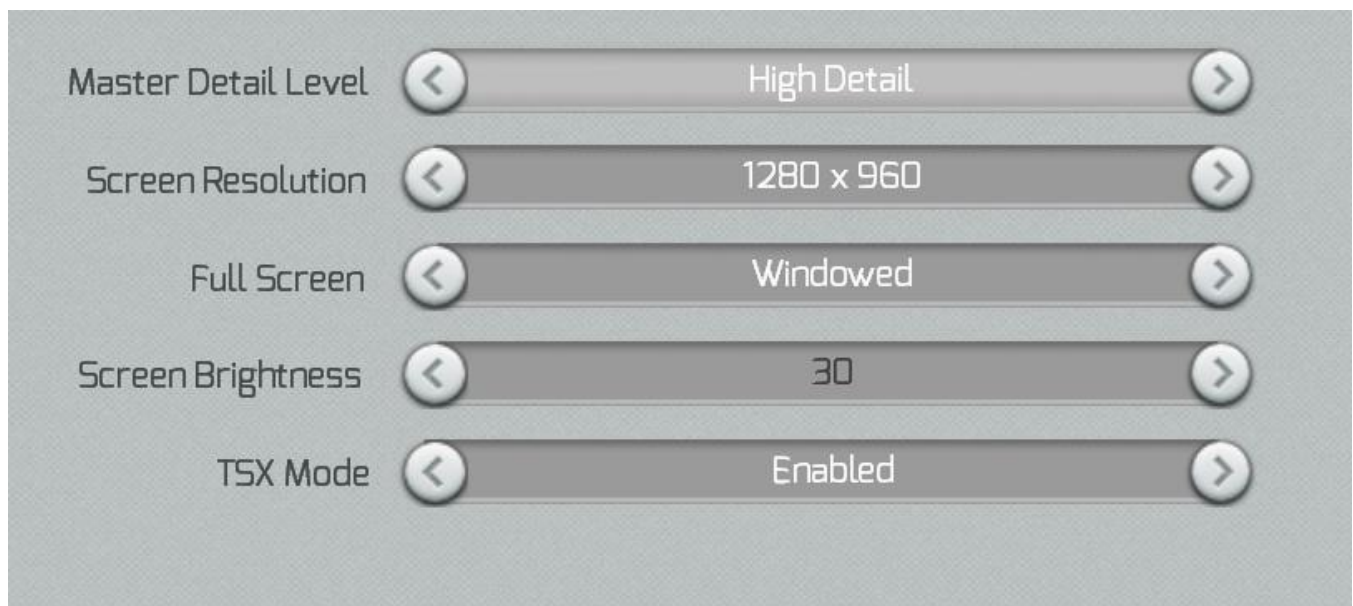 Master Detail Level High Detail
Screen Resolution 1280 x 960
Full Screen Windowed
Screen Brightness 30
TSX Mode Enabled